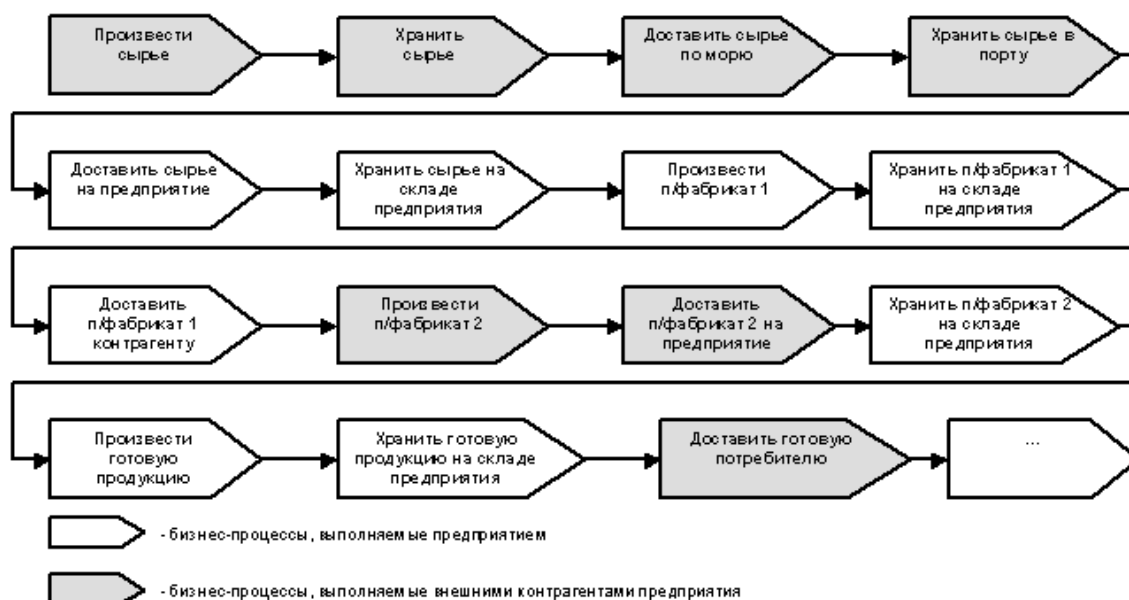 Произвести
сырье
Хранить
сырье
Доставить сырье
по морю
Хранить сырье в
порту
Доставить сырье
на предприятие
Хранить сырье на
складе
предприятия
Произвести
п/фабрикат 1
Хранить п/фабрикат 1
на складе
предприятия
Доставить
п/фабрикат 1
контрагенту
Произвести
п/фабрикат 2
Доставить
п/фабрикат 2 на
предприятие
Хранить п/фабрикат 2
на складе
предприятия
Произвести
готовую
продукцию
Хранить готовую
продукцию на складе
предприятия
Доставить готовую
потребителю
...
- бизнес-процессы, выполняемые предприятием
- бизнес-процессы, выполняемые внешними контрагентами предприятия